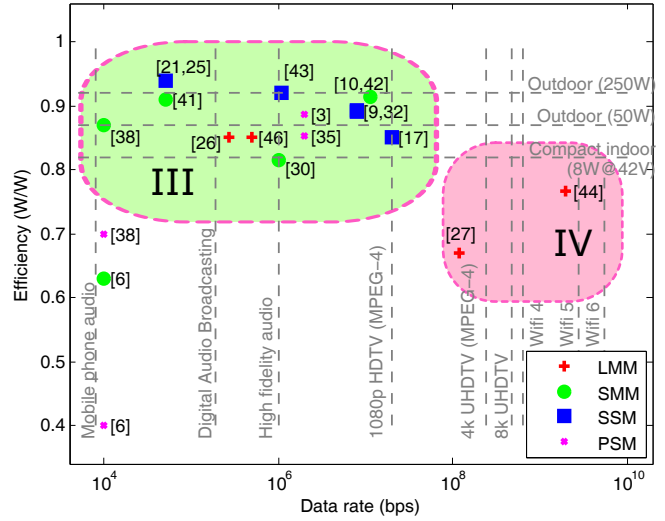 1
0.9
0.8
0.7
0.6
0.5
0.4
Efficiency (W/W)
10^4
10^6
10^8
10^10
Data rate (bps)
[21,25]
[41]
[43]
[10,42]
[3]
[9,32]
[38]
[26]
[46]
[35]
[17]
[30]
III
Outdoor (250W)
Outdoor (50W)
Compact indoor
(8W@42V)
[44]
[27]
IV
[38]
[6]
[6]
Mobile phone audio
Digital Audio Broadcasting
High fidelity audio
1080p HDTV (MPEG−4)
4k UHDTV (MPEG−4)
8k UHDTV
Wifi 4
Wifi 5
Wifi 6
LMM
SMM
SSM
PSM